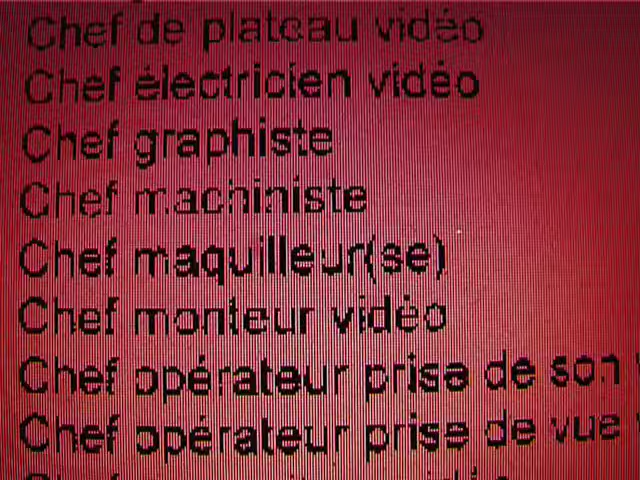 Chef de plateau vidéo
Chef électricien vidéo
Chef graphiste
Chef machiniste
Chef maquilleur(se)
Chef monteur vidéo
Chef opérateur prise de son
Chef opérateur prise de vue